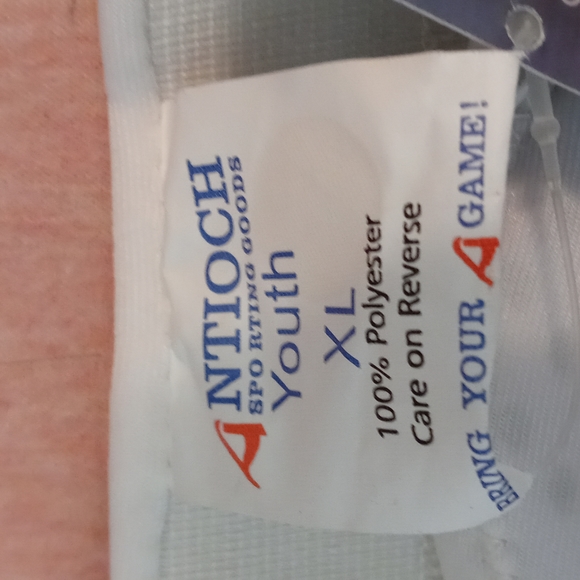 ANTIOCH
SPORTING GOODS
Youth
XL
100% Polyester
Care on Reverse
BRING YOUR A GAME!